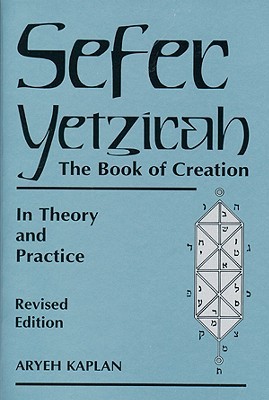 Sefer
Yetzirah
The Book of Creation
In Theory
and
Practice
Revised
Edition
ARYEH KAPLAN